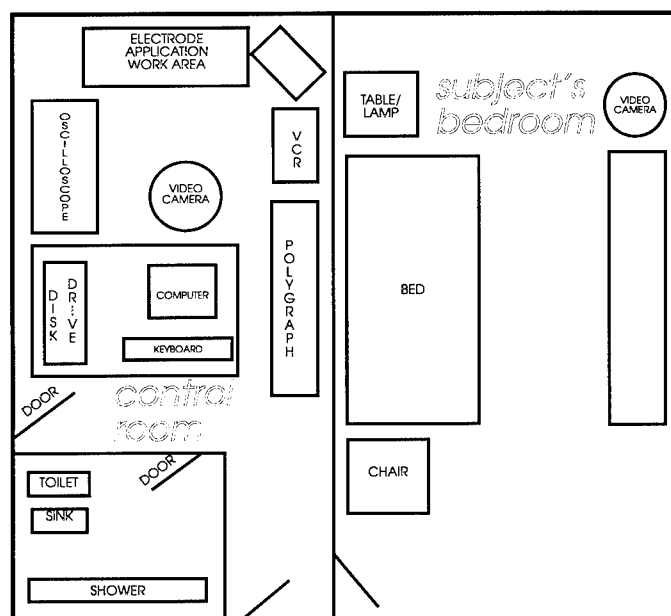 ELECTRODE
APPLICATION
WORK AREA
TABLE/
LAMP
subject's
bedroom
VIDEO
CAMERA
OSCILLOSCOPE
VCR
VIDEO
CAMERA
POLYGRAPH
DISK
DRIVE
COMPUTER
KEYBOARD
BED
DOOR
control
room
DOOR
CHAIR
TOILET
SINK
SHOWER